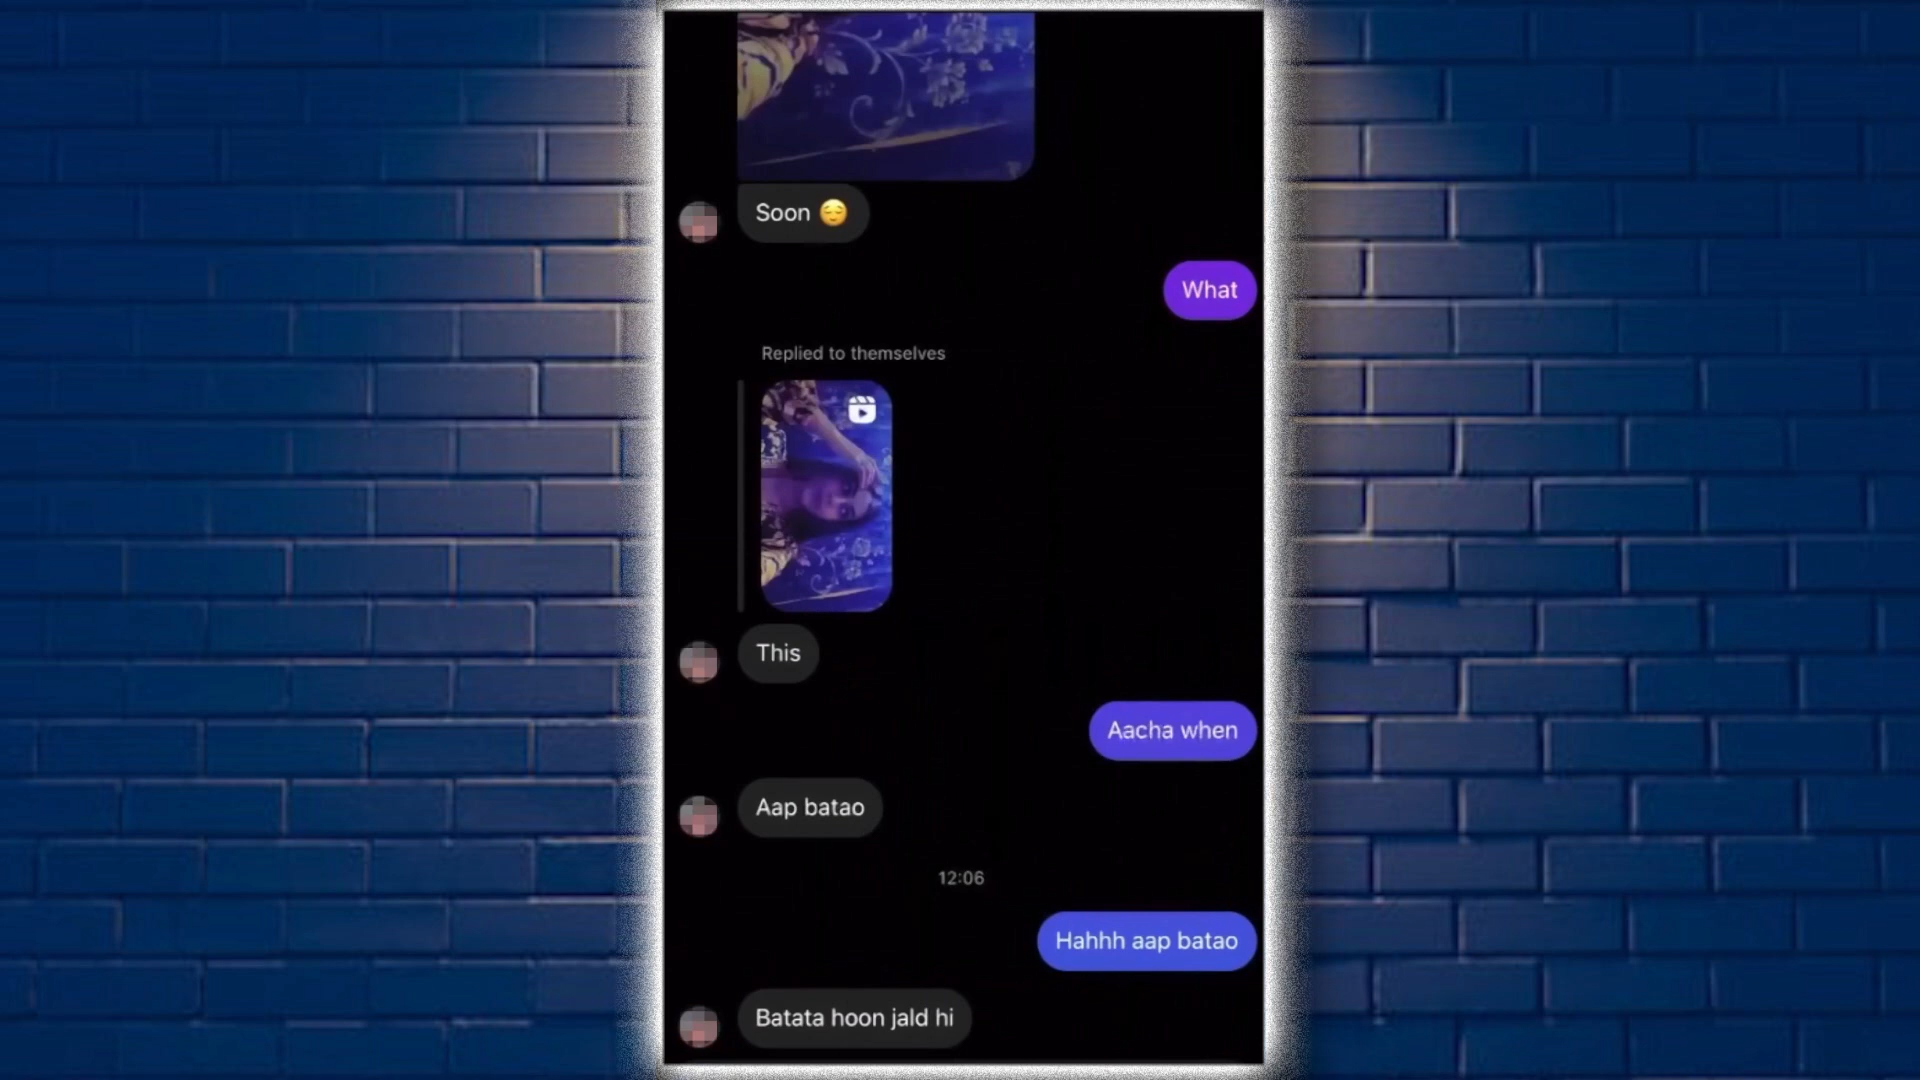 Soon 😌
What
Replied to themselves
This
Aacha when
Aap batao
12:06
Hahhh aap batao
Batata hoon jald hi